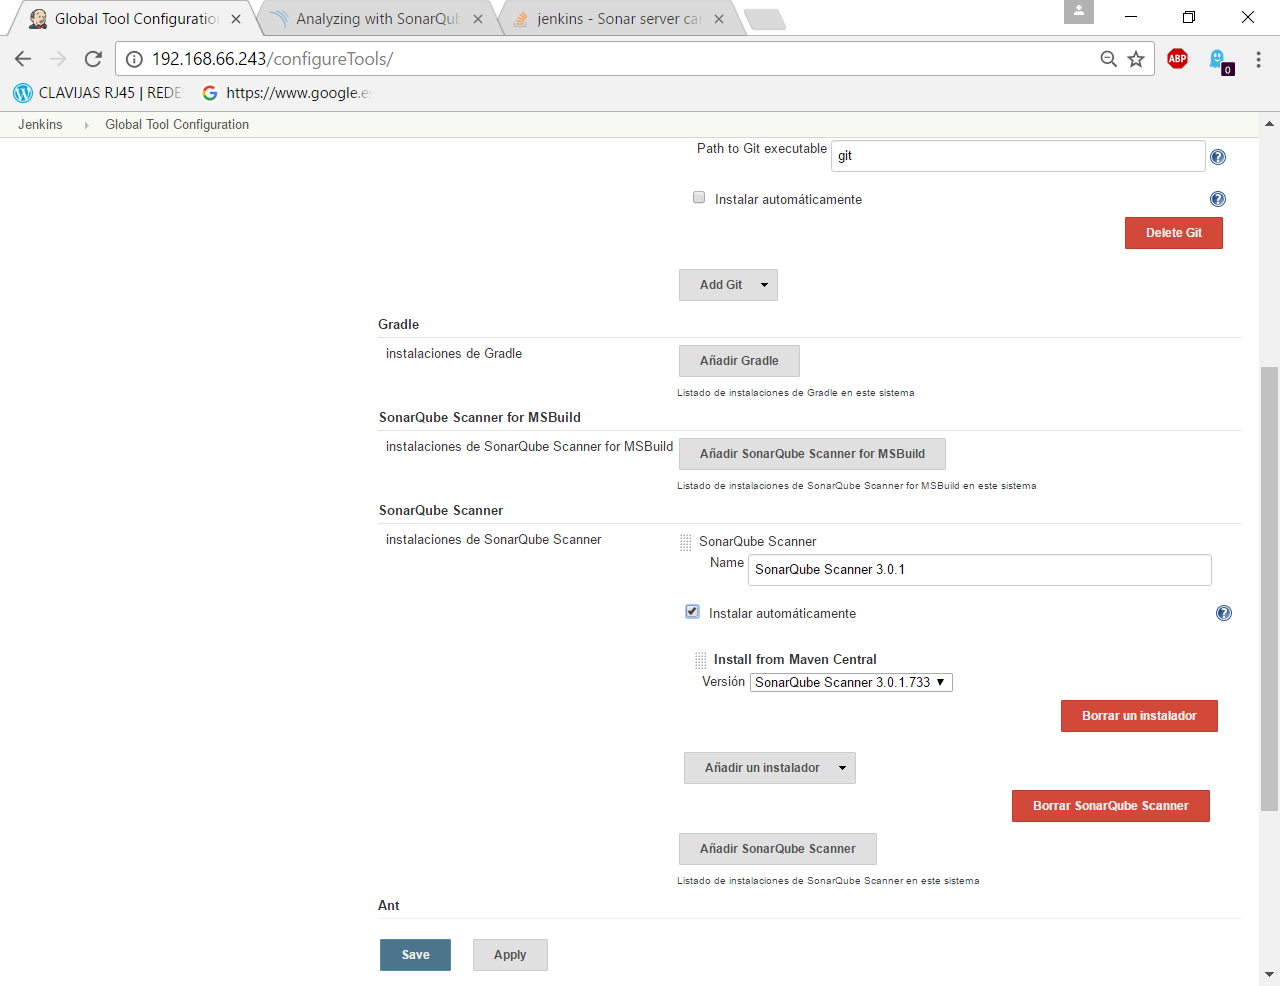 Global Tool Configuration
Analyzing with SonarQub
jenkins - Sonar server car
192.168.66.243/configureTools/
ABP
0
CLAVIJAS RJ45 | REDE
https://www.google.es
Jenkins
Global Tool Configuration
Path to Git executable
git
Instalar automáticamente
Delete Git
Add Git
Gradle
instalaciones de Gradle
Añadir Gradle
Listado de instalaciones de Gradle en este sistema
SonarQube Scanner for MSBuild
instalaciones de SonarQube Scanner for MSBuild
Añadir SonarQube Scanner for MSBuild
Listado de instalaciones de SonarQube Scanner for MSBuild en este sistema
SonarQube Scanner
instalaciones de SonarQube Scanner
SonarQube Scanner
Name
SonarQube Scanner 3.0.1
Instalar automáticamente
Install from Maven Central
Versión
SonarQube Scanner 3.0.1.733
Borrar un instalador
Añadir un instalador
Borrar SonarQube Scanner
Añadir SonarQube Scanner
Listado de instalaciones de SonarQube Scanner en este sistema
Ant
Save
Apply